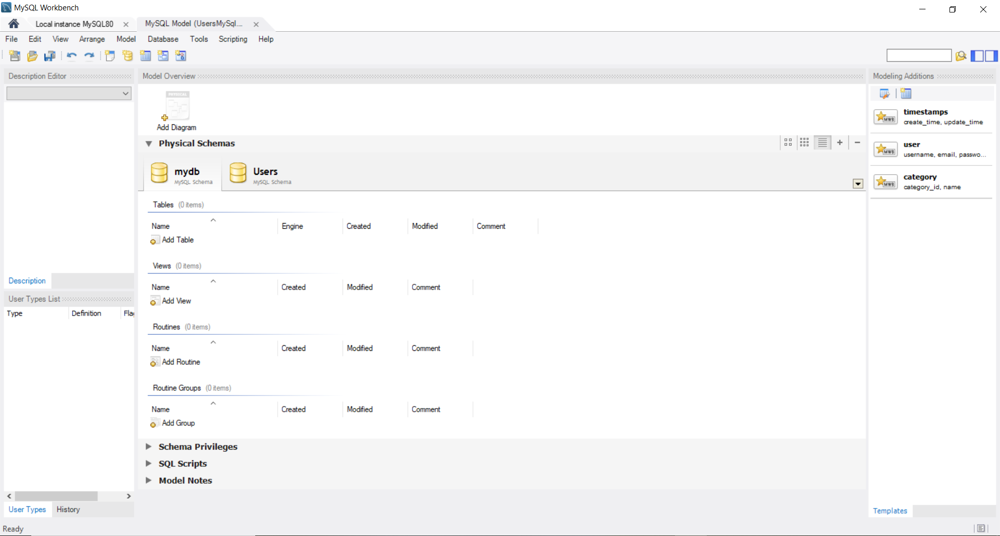 MySQL Workbench
Local instance MySQL80
MySQL Model (UsersMySql....
File Edit View Arrange Model Database Tools Scripting Help
Description Editor
Model Overview
Modeling Additions
PHYSICAL
Add Diagram
timestamps
create_time, update_time
user
username, email, passwo...
category
category_id, name
Physical Schemas
mydb
MySQL Schema
Users
MySQL Schema
Tables (0 items)
Name Engine Created Modified Comment
Add Table
Views (0 items)
Name Created Modified Comment
Add View
Routines (0 items)
Name Created Modified Comment
Add Routine
Routine Groups (0 items)
Name Created Modified Comment
Add Group
Schema Privileges
SQL Scripts
Model Notes
Description
User Types List
Type Definition Flag
User Types History
Templates
MWB
MWB
MWB
Ready